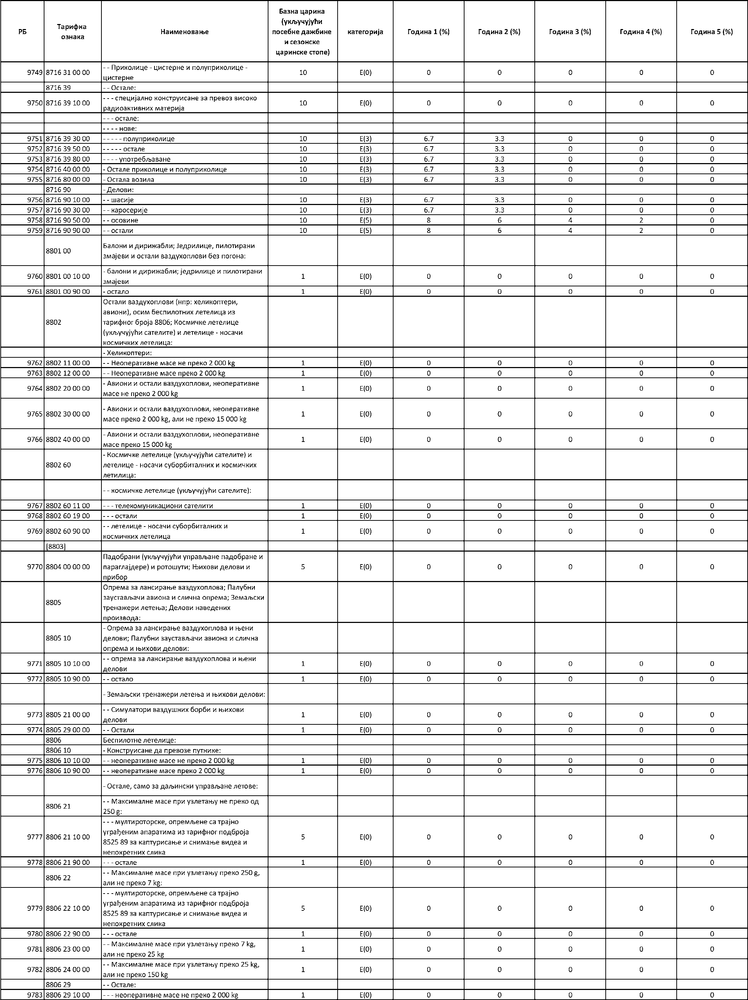 РБ Тарифна ознака Наименовање Базна царина (укључујући посебне дажбине и сезонске царинске стопе) категорија Година 1 (%) Година 2 (%) Година 3 (%) Година 4 (%) Година 5 (%)
9749 8716 31 00 00 - - Приколице - цистерне и полуприколице - цистерне 10 Е(0) 0 0 0 0 0
8716 39 - - Остале:
9750 8716 39 10 00 - - - специјално конструисане за превоз високо радиоактивних материја 10 Е(0) 0 0 0 0 0
- - - остале:
- - - - нове:
9751 8716 39 30 00 - - - - - полуприколице 10 Е(3) 6.7 3.3 0 0 0
9752 8716 39 50 00 - - - - - остале 10 Е(3) 6.7 3.3 0 0 0
9753 8716 39 80 00 - - - - употребљаване 10 Е(3) 6.7 3.3 0 0 0
9754 8716 40 00 00 - Остале приколице и полуприколице 10 Е(3) 6.7 3.3 0 0 0
9755 8716 80 00 00 - Остала возила 10 Е(3) 6.7 3.3 0 0 0
8716 90 - Делови:
9756 8716 90 10 00 - - шасије 10 Е(3) 6.7 3.3 0 0 0
9757 8716 90 30 00 - - каросерије 10 Е(3) 6.7 3.3 0 0 0
9758 8716 90 50 00 - - осовине 10 Е(5) 8 6 4 2 0
9759 8716 90 90 00 - - остали 10 Е(5) 8 6 4 2 0
8801 00 Балони и дирижабли; Једрилице, пилотирани змајеви и остали ваздухоплови без погона:
9760 8801 00 10 00 - балони и дирижабли; једрилице и пилотирани змајеви 1 Е(0) 0 0 0 0 0
9761 8801 00 90 00 - остало 1 Е(0) 0 0 0 0 0
8802 Остали ваздухоплови (нпр: хеликоптери, авиони), осим беспилотних летелица из тарифног броја 8806; Космичке летелице (укључујући сателите) и летелице - носачи космичких летелица:
- Хеликоптери:
9762 8802 11 00 00 - - Неоперативне масе не преко 2 000 kg 1 Е(0) 0 0 0 0 0
9763 8802 12 00 00 - - Неоперативне масе преко 2 000 kg 1 Е(0) 0 0 0 0 0
9764 8802 20 00 00 - Авиони и остали ваздухоплови, неоперативне масе не преко 2 000 kg 1 Е(0) 0 0 0 0 0
9765 8802 30 00 00 - Авиони и остали ваздухоплови, неоперативне масе преко 2 000 kg, али не преко 15 000 kg 1 Е(0) 0 0 0 0 0
9766 8802 40 00 00 - Авиони и остали ваздухоплови, неоперативне масе преко 15 000 kg 1 Е(0) 0 0 0 0 0
8802 60 - Космичке летелице (укључујући сателите) и летелице - носачи суборбиталних и космичких летилица:
- - космичке летелице (укључујући сателите):
9767 8802 60 11 00 - - - телекомуникациони сателити 1 Е(0) 0 0 0 0 0
9768 8802 60 19 00 - - - остали 1 Е(0) 0 0 0 0 0
9769 8802 60 90 00 - - летелице - носачи суборбиталних и космичких летелица 1 Е(0) 0 0 0 0 0
[8803]
9770 8804 00 00 00 Падобрани (укључујући управљане падобране и параглајдере) и ротошути; Њихови делови и прибор 5 Е(0) 0 0 0 0 0
8805 Опрема за лансирање ваздухоплова; Палубни заустављачи авиона и слична опрема; Земаљски тренажери летења; Делови наведених производа:
8805 10 - Опрема за лансирање ваздухоплова и њени делови; Палубни заустављачи авиона и слична опрема и њихови делови:
9771 8805 10 10 00 - - опрема за лансирање ваздухоплова и њени делови 1 Е(0) 0 0 0 0 0
9772 8805 10 90 00 - - остало 1 Е(0) 0 0 0 0 0
- Земаљски тренажери летења и њихови делови:
9773 8805 21 00 00 - - Симулатори ваздушних борби и њихови делови 1 Е(0) 0 0 0 0 0
9774 8805 29 00 00 - - Остали 1 Е(0) 0 0 0 0 0
8806 Беспилотне летелице:
8806 10 - Конструисане да превозе путнике:
9775 8806 10 10 00 - - неоперативне масе не преко 2 000 kg 1 Е(0) 0 0 0 0 0
9776 8806 10 90 00 - - неоперативне масе преко 2 000 kg 1 Е(0) 0 0 0 0 0
- Остале, само за даљински управљане летове:
8806 21 - - Максималне масе при узлетању не преко од 250 g:
9777 8806 21 10 00 - - - мултироторске, опремљене са трајно уграђеним апаратима из тарифног подброја 8525 89 за каптурисање и снимање видеа и непокретних слика 5 Е(0) 0 0 0 0 0
9778 8806 21 90 00 - - - остале 1 Е(0) 0 0 0 0 0
8806 22 - - Максималне масе при узлетању преко 250 g, али не преко 7 kg:
9779 8806 22 10 00 - - - мултироторске, опремљене са трајно уграђеним апаратима из тарифног подброја 8525 89 за каптурисање и снимање видеа и непокретних слика 5 Е(0) 0 0 0 0 0
9780 8806 22 90 00 - - - остале 1 Е(0) 0 0 0 0 0
9781 8806 23 00 00 - - Максималне масе при узлетању преко 7 kg, али не преко 25 kg 1 Е(0) 0 0 0 0 0
9782 8806 24 00 00 - - Максималне масе при узлетању преко 25 kg, али не преко 150 kg 1 Е(0) 0 0 0 0 0
8806 29 - - Остале:
9783 8806 29 10 00 - - - неоперативне масе не преко 2 000 kg 1 Е(0) 0 0 0 0 0